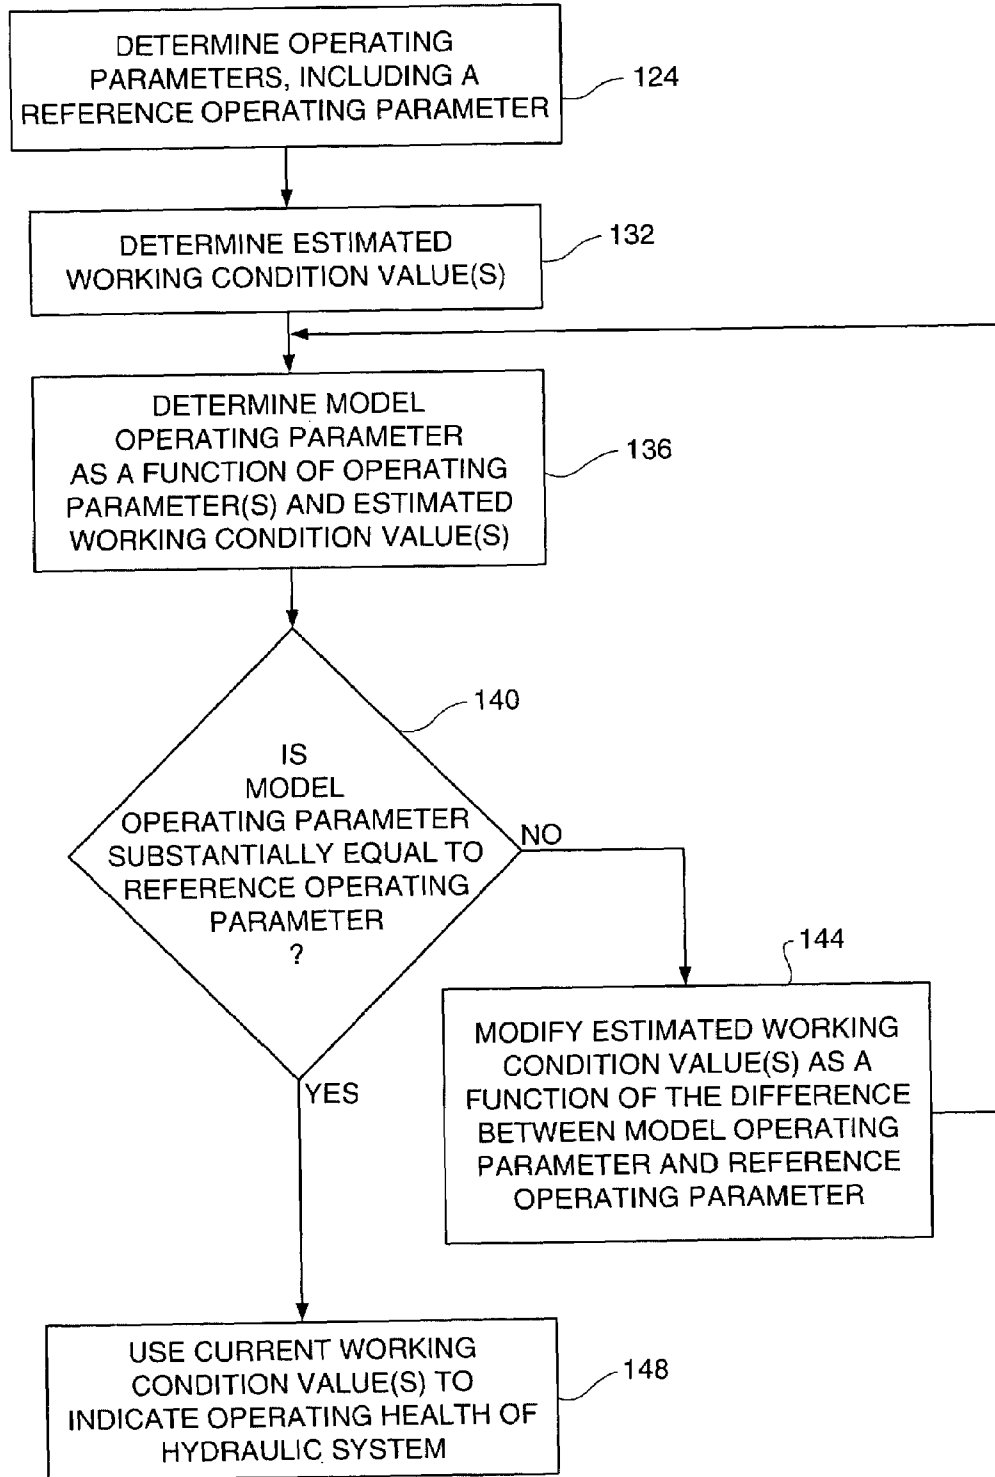 DETERMINE OPERATING
PARAMETERS, INCLUDING A
REFERENCE OPERATING PARAMETER
124
DETERMINE ESTIMATED
WORKING CONDITION VALUE(S)
132
DETERMINE MODEL
OPERATING PARAMETER
AS A FUNCTION OF OPERATING
PARAMETER(S) AND ESTIMATED
WORKING CONDITION VALUE(S)
136
140
IS
MODEL
OPERATING PARAMETER
SUBSTANTIALLY EQUAL TO
REFERENCE OPERATING
PARAMETER
?
NO
YES
144
MODIFY ESTIMATED WORKING
CONDITION VALUE(S) AS A
FUNCTION OF THE DIFFERENCE
BETWEEN MODEL OPERATING
PARAMETER AND REFERENCE
OPERATING PARAMETER
USE CURRENT WORKING
CONDITION VALUE(S) TO
INDICATE OPERATING HEALTH OF
HYDRAULIC SYSTEM
148